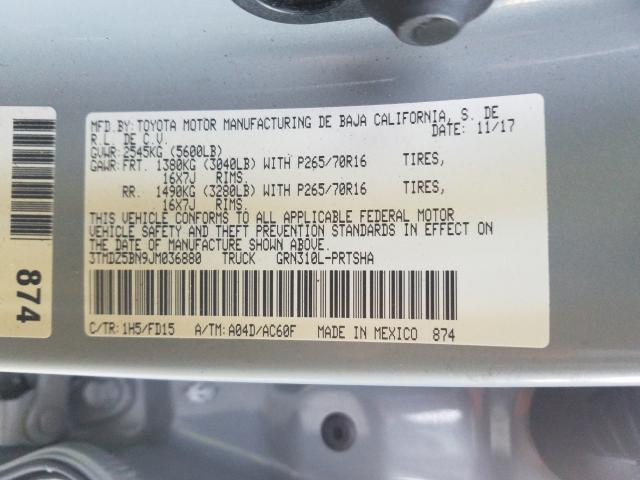 MFD.BY:TOYOTA MOTOR MANUFACTURING DE BAJA CALIFORNIA, S. DE
R.L. DE C.V. DATE: 11/17
GVWR:2545KG (5600LB)
GAWR:FRT. 1380KG (3040LB) WITH P265/70R16 TIRES,
16X7J RIMS.
RR. 1490KG (3280LB) WITH P265/70R16 TIRES,
16X7J RIMS.
THIS VEHICLE CONFORMS TO ALL APPLICABLE FEDERAL MOTOR
VEHICLE SAFETY AND THEFT PREVENTION STANDARDS IN EFFECT ON
THE DATE OF MANUFACTURE SHOWN ABOVE.
3TMDZ5BN9JM036880 TRUCK GRN310L-PRTSHA
C/TR:1H5/FD15 A/TM:A04D/AC60F MADE IN MEXICO 874
874